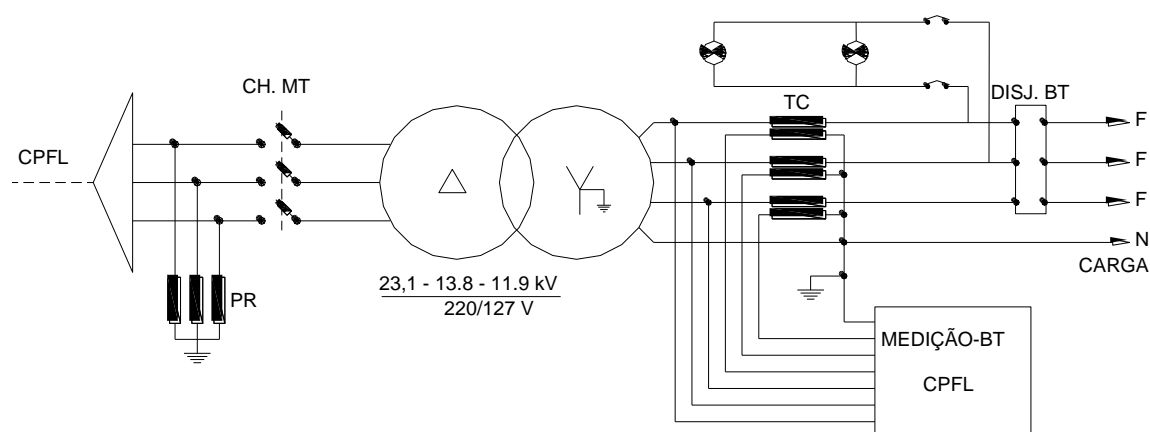 CH. MT
TC
DISJ. BT
F
CPFL
F
F
N
CARGA
23,1 - 13.8 - 11.9 kV
220/127 V
PR
MEDIÇÃO-BT
CPFL